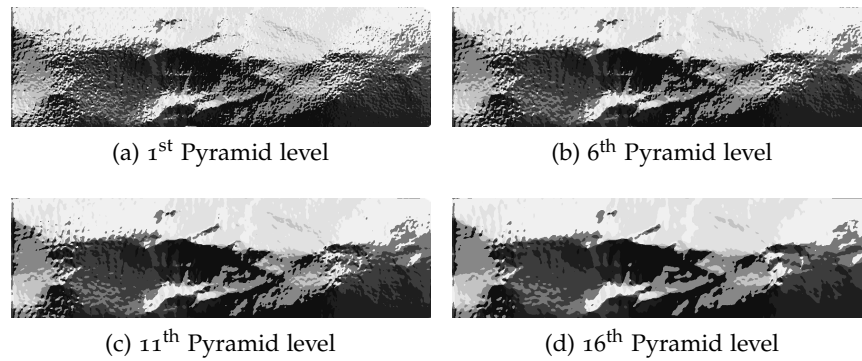 (a) 1st Pyramid level
(b) 6th Pyramid level
(c) 11th Pyramid level
(d) 16th Pyramid level